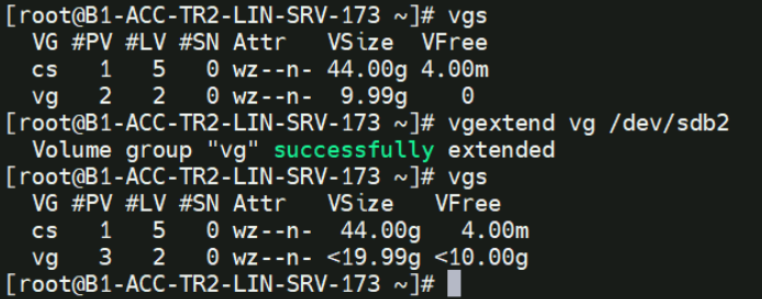 [root@B1-ACC-TR2-LIN-SRV-173 ~]# vgs
  VG #PV #LV #SN Attr   VSize  VFree
  cs   1   5   0 wz--n- 44.00g 4.00m
  vg   2   2   0 wz--n-  9.99g    0
[root@B1-ACC-TR2-LIN-SRV-173 ~]# vgextend vg /dev/sdb2
  Volume group "vg" successfully extended
[root@B1-ACC-TR2-LIN-SRV-173 ~]# vgs
  VG #PV #LV #SN Attr   VSize   VFree
  cs   1   5   0 wz--n-  44.00g   4.00m
  vg   3   2   0 wz--n- <19.99g <10.00g
[root@B1-ACC-TR2-LIN-SRV-173 ~]#